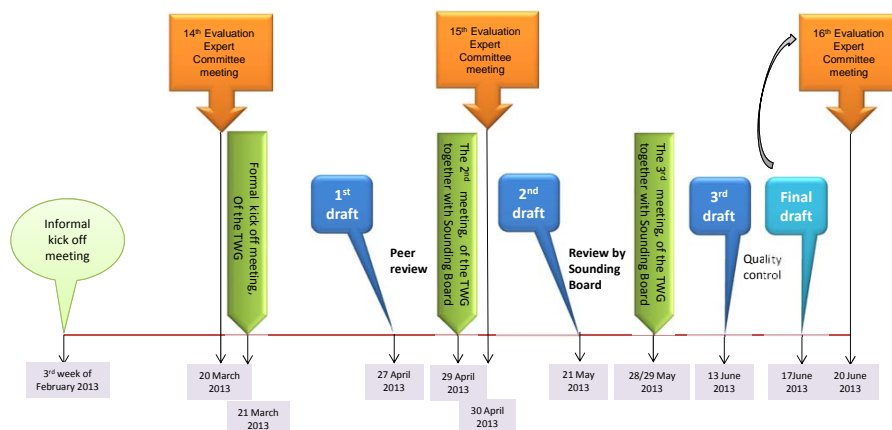 14th Evaluation
Expert
Committee
meeting
15th Evaluation
Expert
Committee
meeting
16th Evaluation
Expert
Committee
meeting
Informal
kick off
meeting
Formal kick off meeting,
Of the TWG
1st
draft
Peer
review
The 2nd meeting, of the TWG
together with Sounding Board
2nd
draft
Review by
Sounding
Board
The 3rd meeting, of the TWG
together with Sounding Board
3rd
draft
Quality
control
Final
draft
3rd week of
February 2013
20 March
2013
21 March
2013
27 April
2013
29 April
2013
30 April
2013
21 May
2013
28/29 May
2013
13 June
2013
17June
2013
20 June
2013